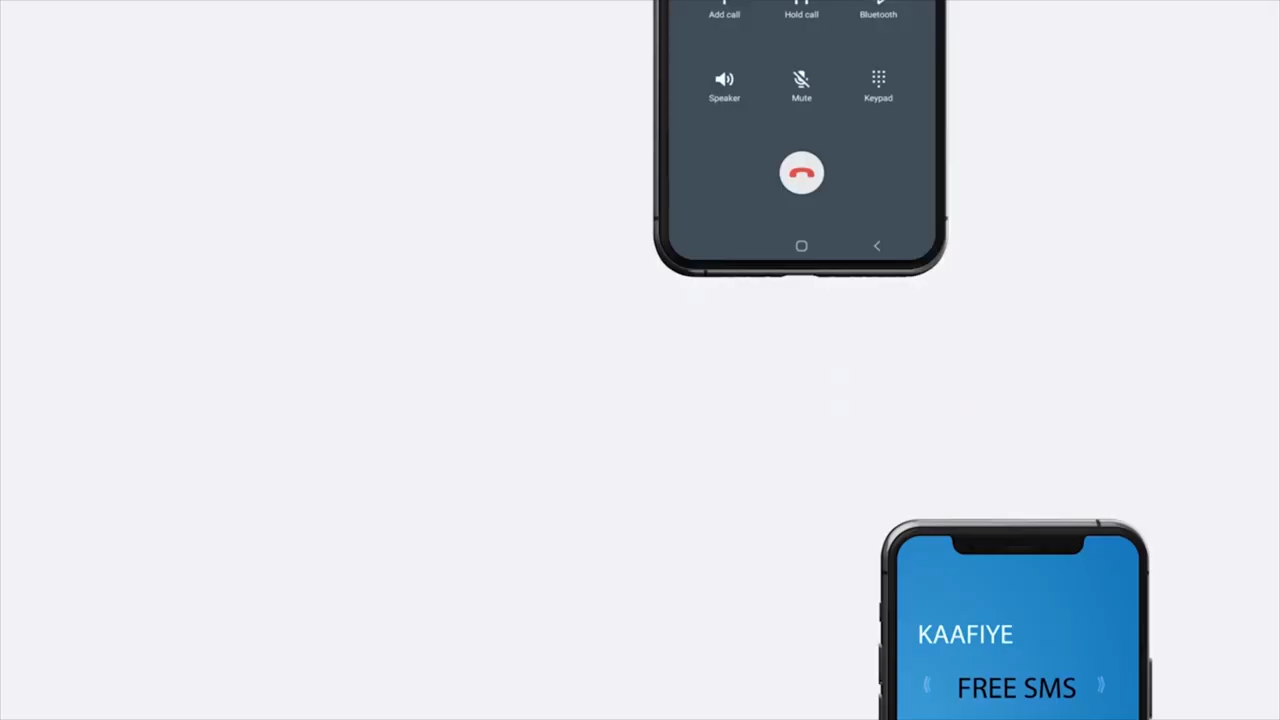 Add call Hold call Bluetooth
Speaker Mute Keypad
KAAFIYE
FREE SMS